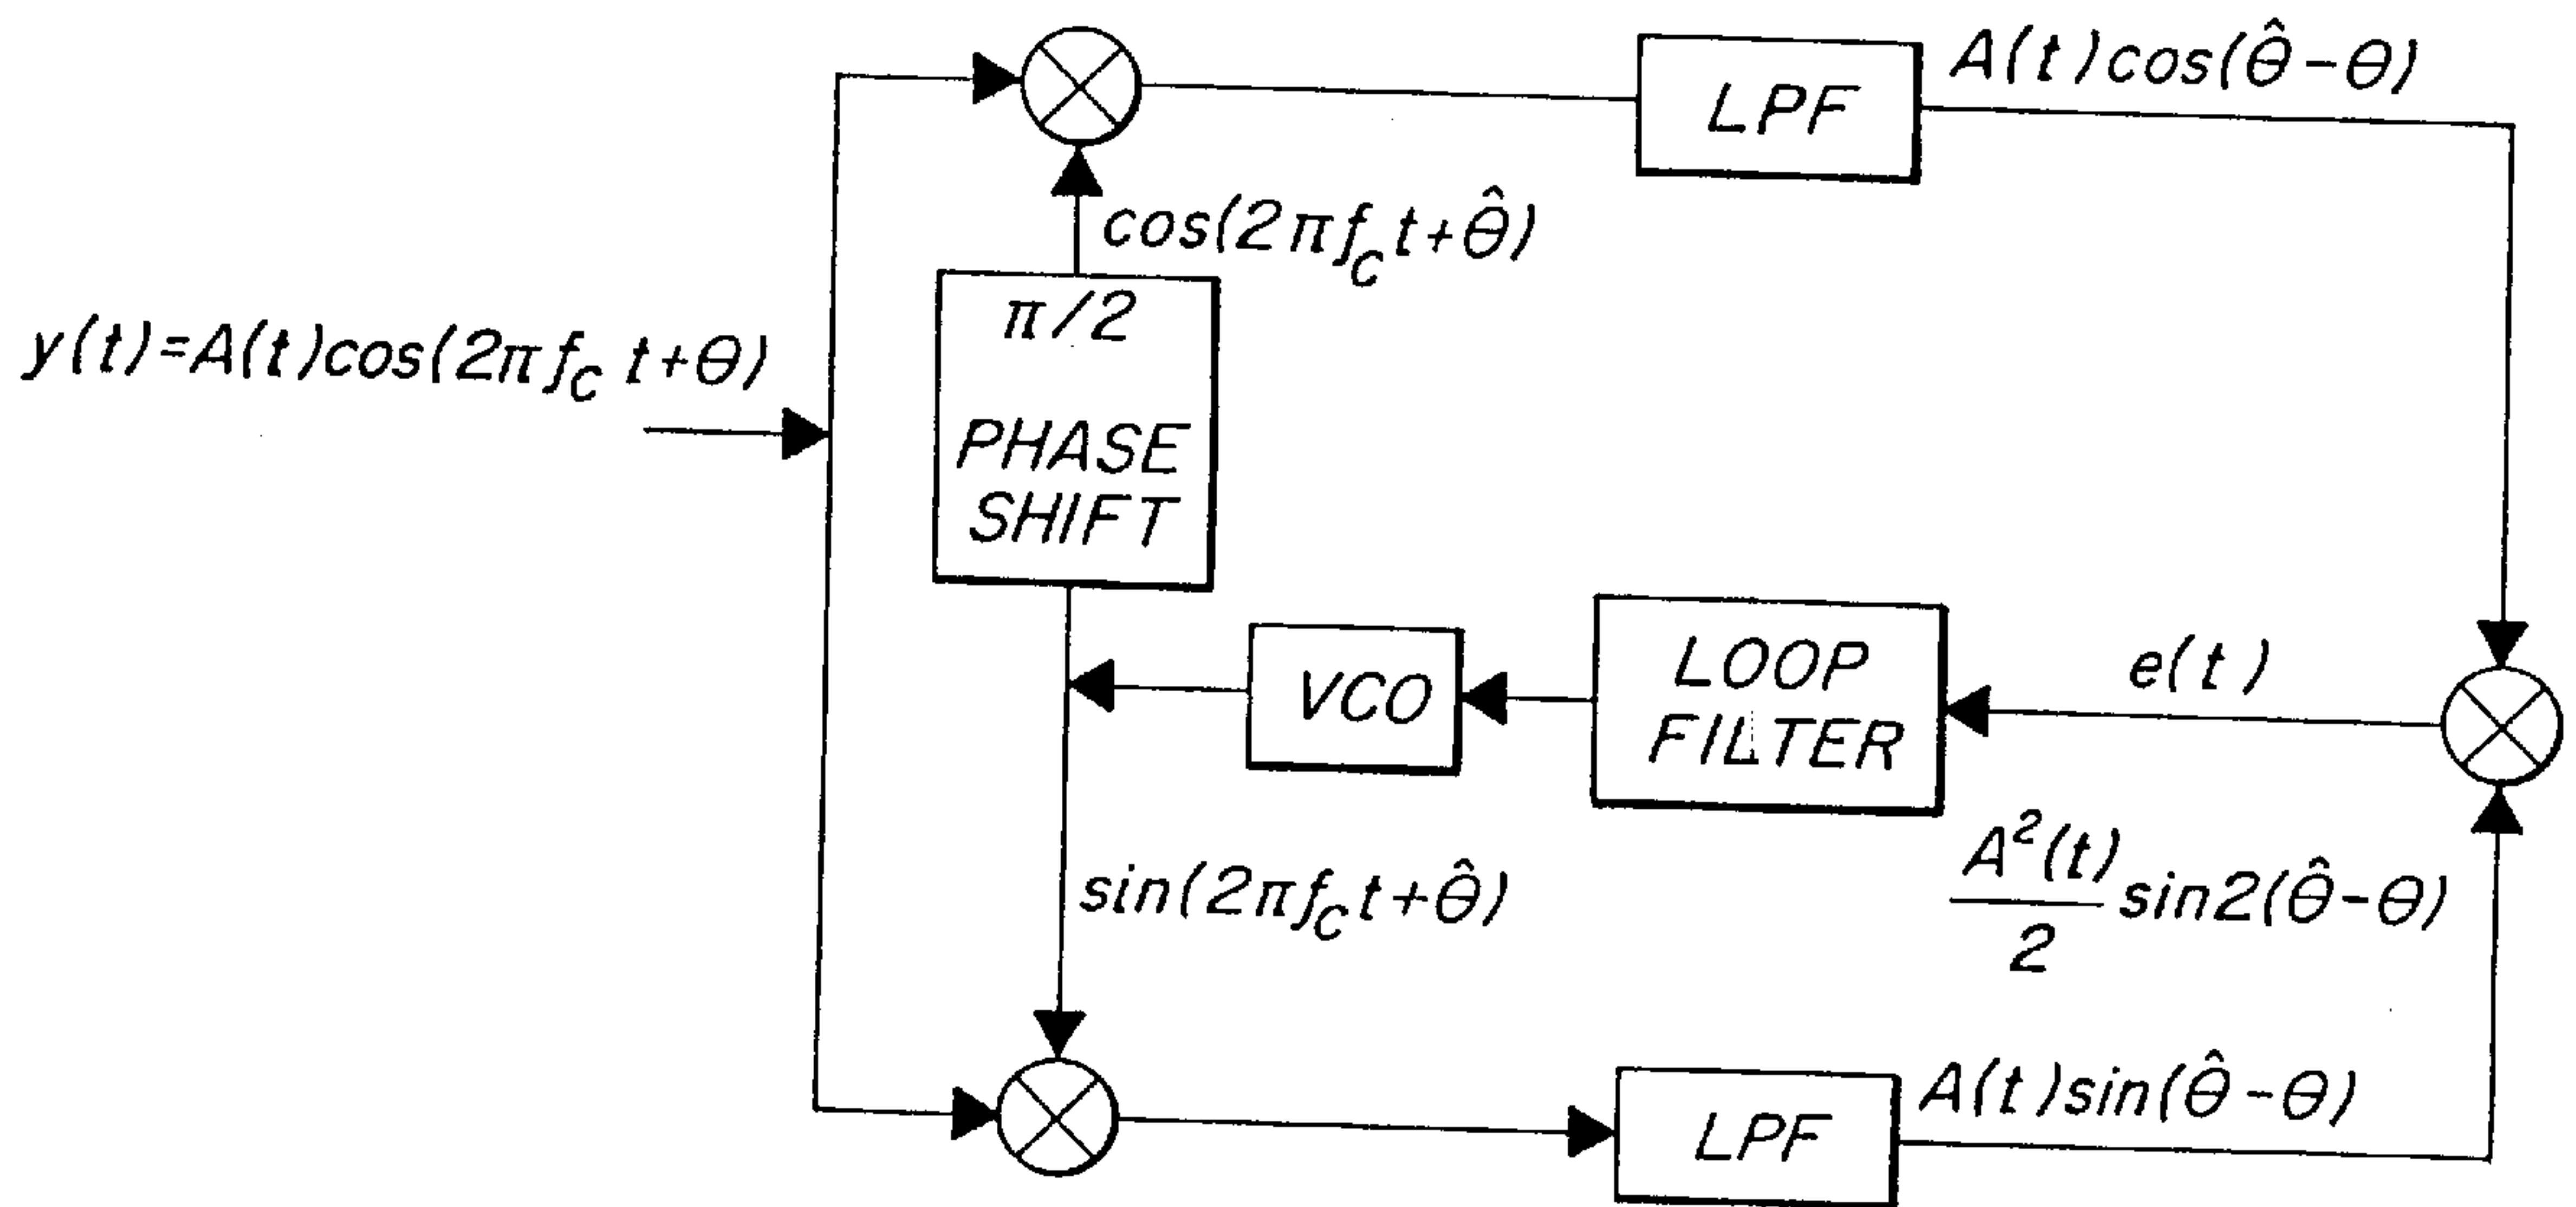 A(t)cos(θ̂-θ)
LPF
cos(2πf_c t+θ̂)
π/2
PHASE
SHIFT
y(t)=A(t)cos(2πf_c t+θ)
VCO
LOOP
FILTER
e(t)
A²(t)/2 sin2(θ̂-θ)
sin(2πf_c t+θ̂)
LPF
A(t)sin(θ̂-θ)